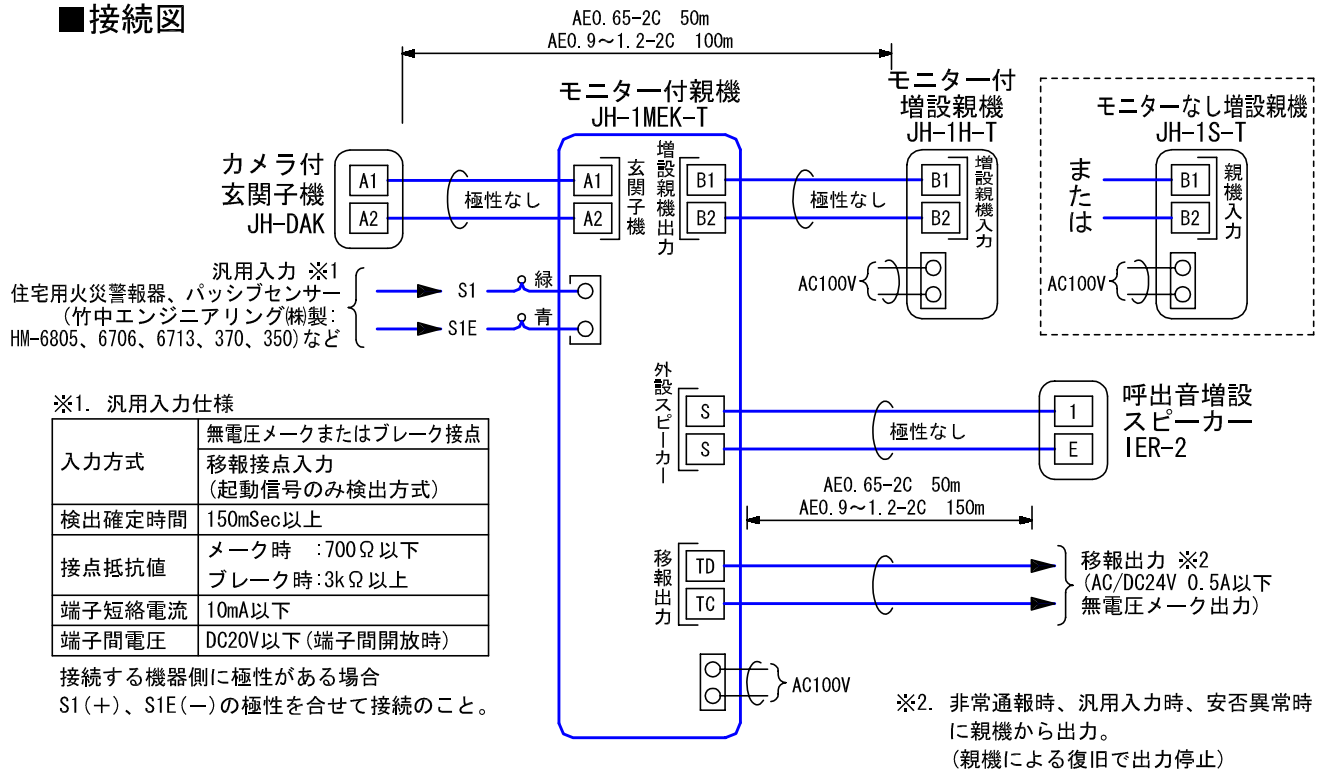 ■接続図
AE0.65-2C 50m
AE0.9～1.2-2C 100m
モニター付親機
JH-1MEK-T
モニター付
増設親機
JH-1H-T
モニターなし増設親機
JH-1S-T
または
カメラ付
玄関子機
JH-DAK
A1
A2
極性なし
A1
A2
玄関子機
増設親機出力
B1
B2
極性なし
B1
B2
増設親機入力
AC100V
B1
B2
親機入力
AC100V
汎用入力 ※1
住宅用火災警報器、パッシブセンサー
(竹中エンジニアリング㈱製:
HM-6805、6706、6713、370、350)など
S1
緑
S1E
青
外設スピーカー
S
S
極性なし
1
E
呼出音増設
スピーカー
IER-2
AE0.65-2C 50m
AE0.9～1.2-2C 150m
移報出力
TD
TC
移報出力 ※2
(AC/DC24V 0.5A以下
無電圧メーク出力)
AC100V
※1. 汎用入力仕様
入力方式
無電圧メークまたはブレーク接点
移報接点入力
(起動信号のみ検出方式)
検出確定時間 150mSec以上
接点抵抗値
メーク時 :700Ω以下
ブレーク時:3kΩ以上
端子短絡電流 10mA以下
端子間電圧 DC20V以下(端子間開放時)
接続する機器側に極性がある場合
S1(+)、S1E(−)の極性を合せて接続のこと。
※2. 非常通報時、汎用入力時、安否異常時
に親機から出力。
(親機による復旧で出力停止)